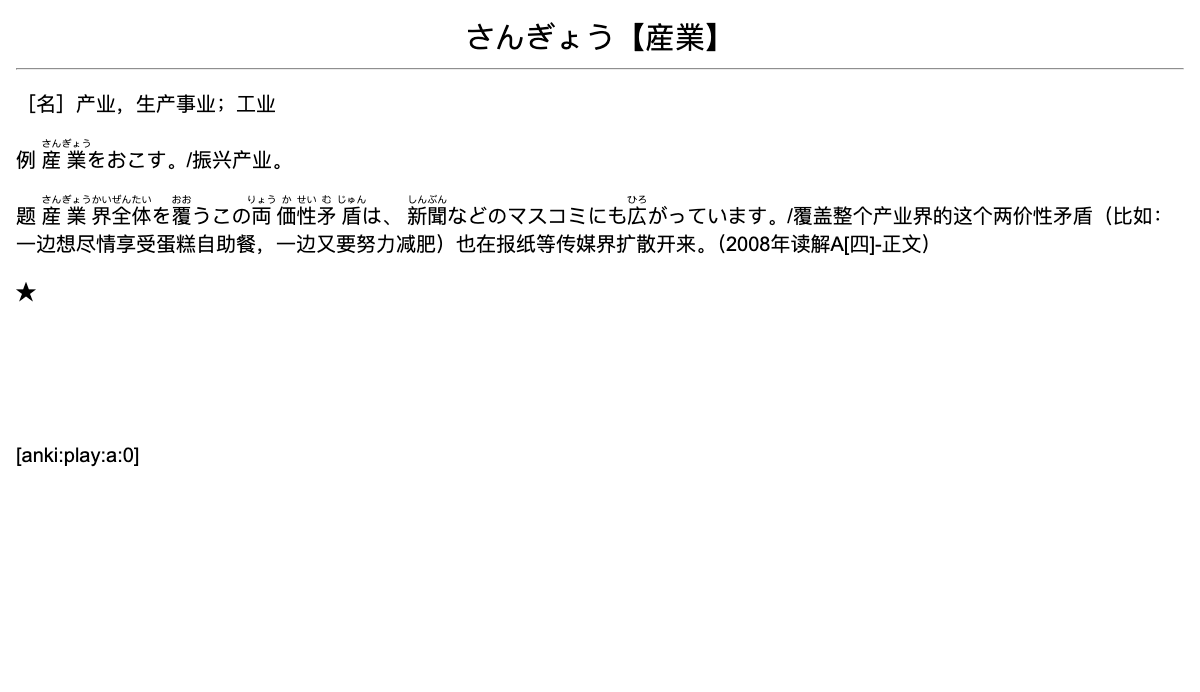 さんぎょう【産業】
［名］产业，生产事业；工业
さんぎょう
例 産業をおこす。/振兴产业。
さんぎょうかいぜんたい おお りょう か せい む じゅん しんぶん ひろ
题 産業界全体を覆うこの両価性矛盾は、新聞などのマスコミにも広がっています。/覆盖整个产业界的这个两价性矛盾（比如：
一边想尽情享受蛋糕自助餐，一边又要努力减肥）也在报纸等传媒界扩散开来。（2008年读解A[四]-正文）
★
[anki:play:a:0]